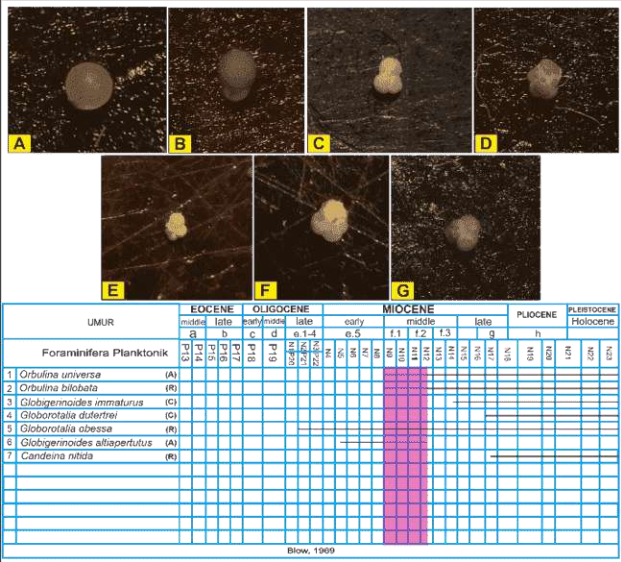 A
B
C
D
E
F
G
UMUR
EOCENE OLIGOCENE MIOCENE PLIOCENE PLEISTOCENE
middle late early middle late early middle late Holocene
a b c d e.1-4 e.5 f.1 f.2 f.3 g h
Foraminifera Planktonik P13 P14 P15 P16 P17 P18 P19 N1P20 N2P21 N3P22 N4 N5 N6 N7 N8 N9 N10 N11 N12 N13 N14 N15 N16 N17 N18 N19 N20 N21 N22 N23
1 Orbulina universa (A)
2 Orbulina bilobata (R)
3 Globigerinoides immaturus (C)
4 Globorotalia dutertrei (C)
5 Globorotalia obessa (R)
6 Globigerinoides altiapertutus (A)
7 Candeina nitida (R)
Blow, 1969